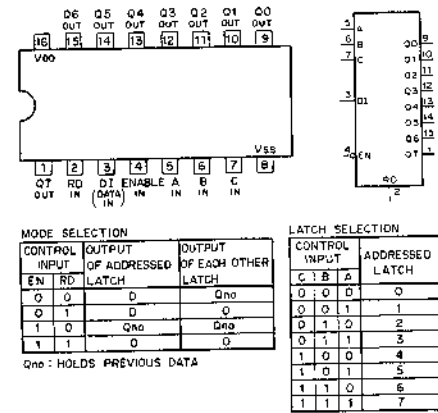 Q6 Q5 Q4 Q3 Q2 Q1 Q0
OUT OUT OUT OUT OUT OUT OUT
16 15 14 13 12 11 10 9
VDD
VSS
1 2 3 4 5 6 7 8
Q7 RD DI ENABLE A B C
OUT IN (DATA) IN IN IN IN
IN
5 A
6 B
7 C
3 DI
4 EN
Q0 9
Q1 10
Q2 11
Q3 12
Q4 13
Q5 14
Q6 15
Q7 1
RD
2
MODE SELECTION
CONTROL INPUT OUTPUT OF ADDRESSED LATCH OUTPUT OF EACH OTHER LATCH
EN RD
0 0 D Qno
0 1 D 0
1 0 Qno Qno
1 1 0 0
Qno : HOLDS PREVIOUS DATA
LATCH SELECTION
CONTROL INPUT ADDRESSED LATCH
C B A
0 0 0 0
0 0 1 1
0 1 0 2
0 1 1 3
1 0 0 4
1 0 1 5
1 1 0 6
1 1 1 7